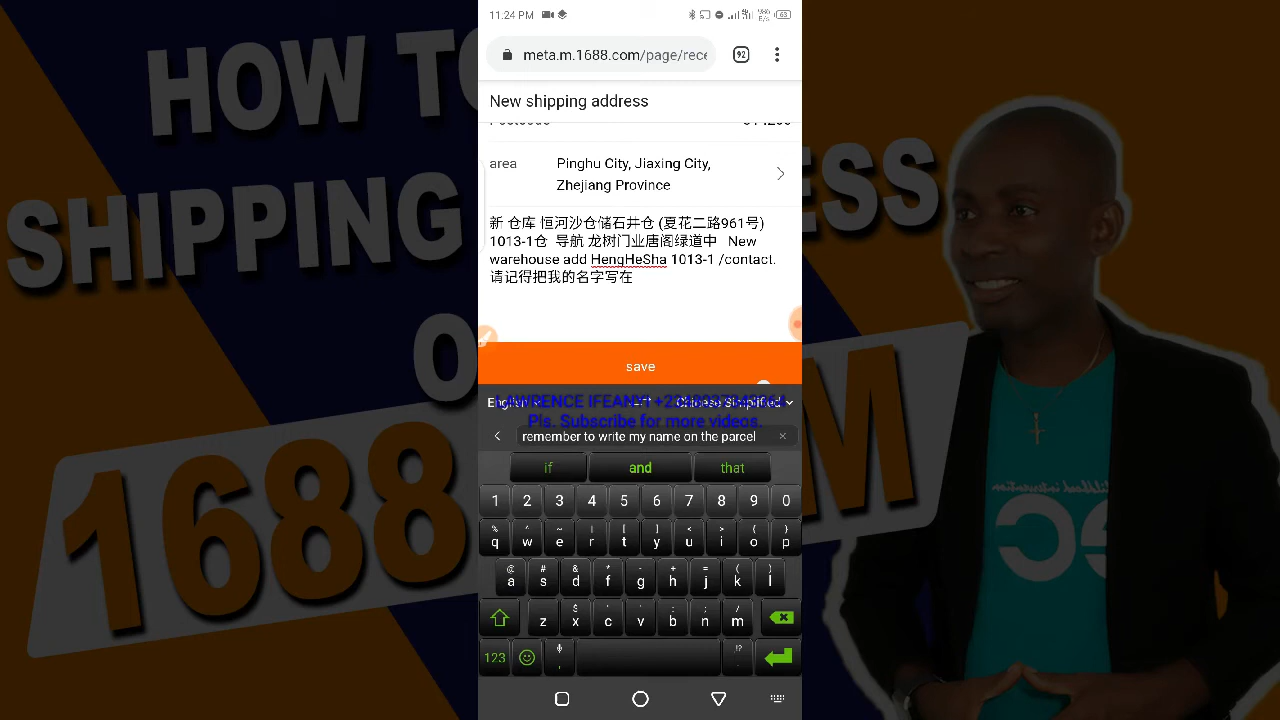 HOW TO
SHIPPING
ESS
O
1688
M
11.24 PM
986
B/s
63
meta.m.1688.com/page/rece
92
New shipping address
area
Pinghu City, Jiaxing City,
Zhejiang Province
新 仓库 恒河沙仓储石井仓 (夏花二路961号)
1013-1仓 导航 龙树门业唐阁绿道中 New
warehouse add HengHeSha 1013-1 /contact.
请记得把我的名字写在
save
English
Chinese Simplified
LAWRENCE IFEANYI
Pls. Subscribe for more videos.
remember to write my name on the parcel
if and that
1 2 3 4 5 6 7 8 9 0
% ^ ~ | [ ] < > { }
q w e r t y u i o p
@ # & * - + = ( )
a s d f g h j k l
$ " ' : ; /
z x c v b n m
123 , !? .